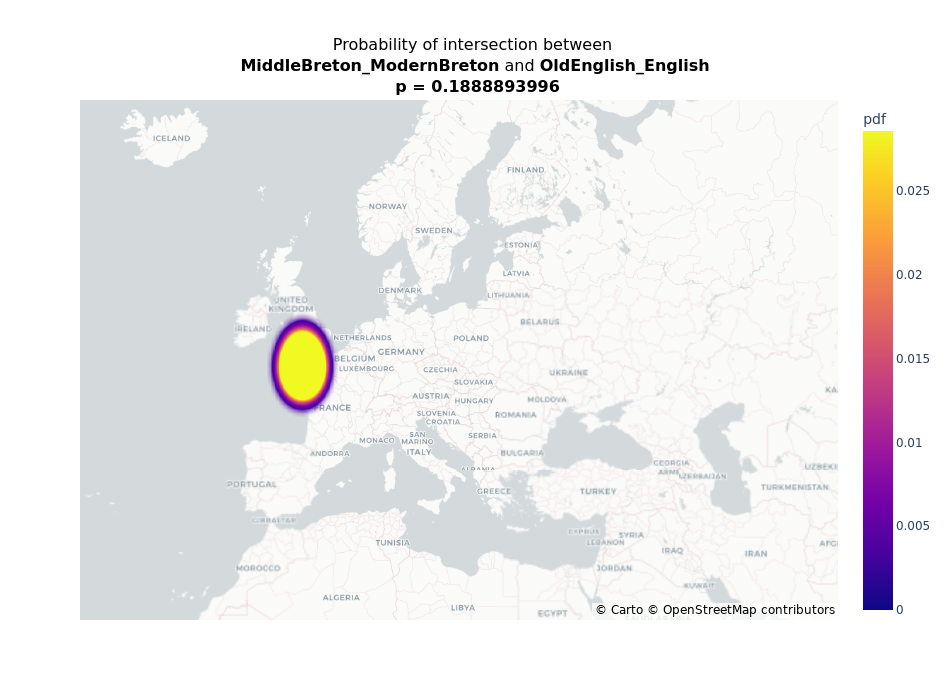 Probability of intersection between
MiddleBreton_ModernBreton and OldEnglish_English
p = 0.1888893996
pdf
ICELAND
FINLAND
NORWAY
SWEDEN
ESTONIA
LATVIA
DENMARK
LITHUANIA
UNITED
KINGDOM
IRELAND
BELARUS
NETHERLANDS
POLAND
BELGIUM
GERMANY
LUXEMBOURG
CZECHIA
UKRAINE
SLOVAKIA
AUSTRIA
HUNGARY
MOLDOVA
FRANCE
SLOVENIA
ROMANIA
CROATIA
SAN
MARINO
SERBIA
MONACO
ANDORRA
ITALY
BULGARIA
ALBANIA
GEORGIA
ARME
AZERBAIJAN
UZBEKI
KA
PORTUGAL
GREECE
TURKEY
TURKMENISTAN
GIBRALTAR
CYPRUS
SYRIA
LEBANON
TUNISIA
IRAQ
IRAN
AFG
MOROCCO
JORDAN
KUWAIT
ALGERIA
LIBYA
EGYPT
SAUDI ARABIA
© Carto © OpenStreetMap contributors
0.025
0.02
0.015
0.01
0.005
0